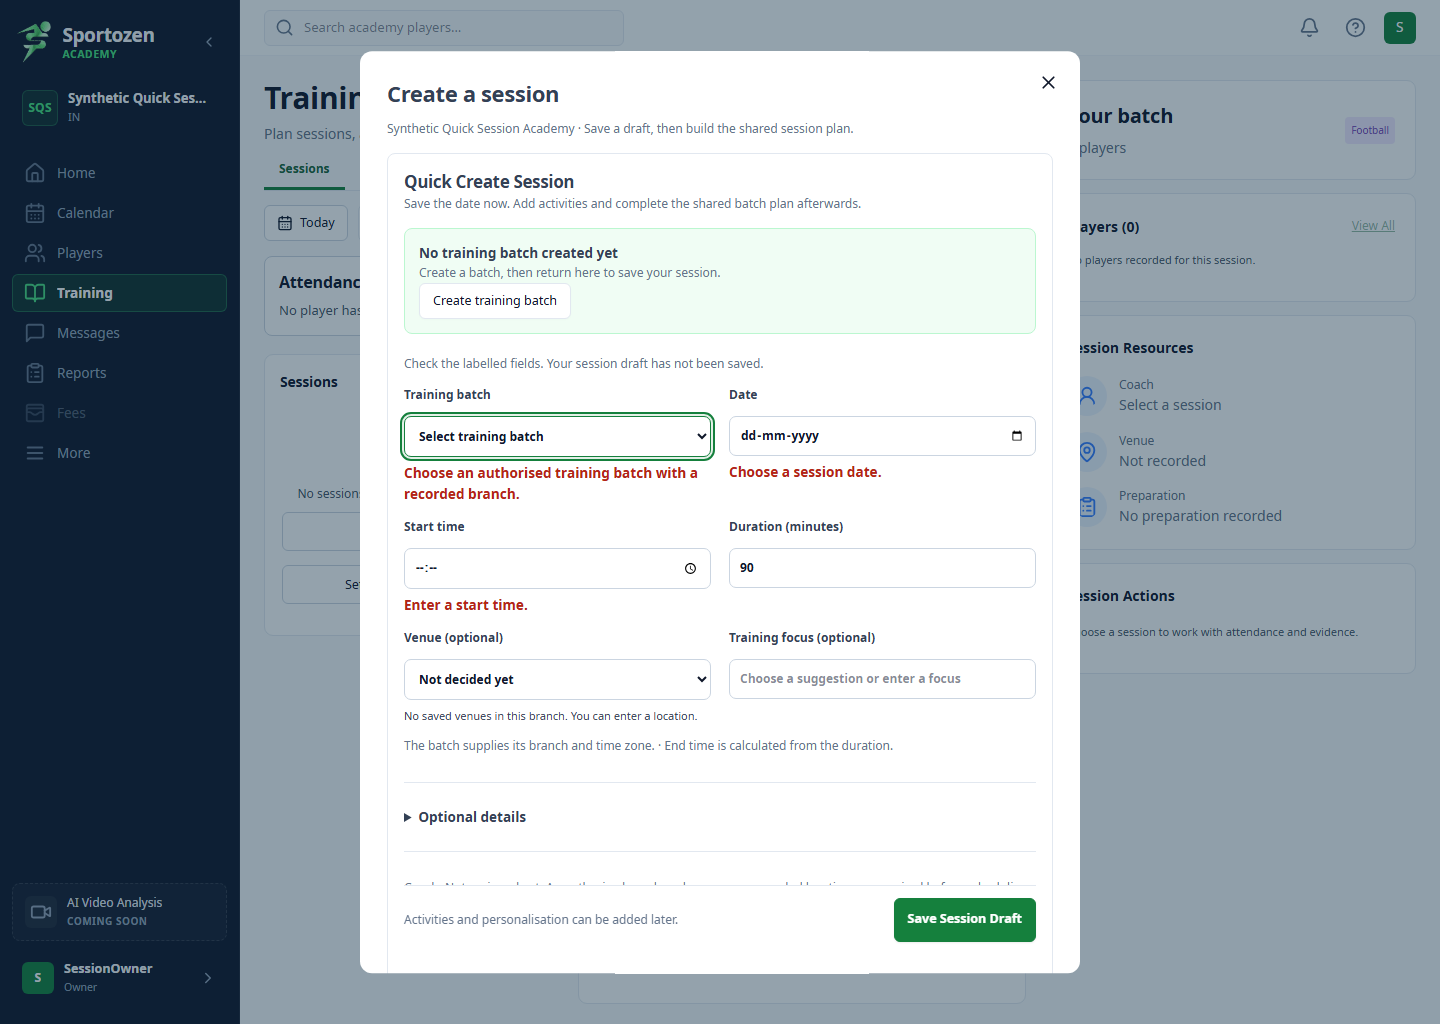 Sportozen
ACADEMY
SQS
Synthetic Quick Ses...
IN
Home
Calendar
Players
Training
Messages
Reports
Fees
More
AI Video Analysis
COMING SOON
S
SessionOwner
Owner
Search academy players...
S
Plan sessions,
Sessions
Today
No player has
Sessions
No session
Create a session
Synthetic Quick Session Academy · Save a draft, then build the shared session plan.
Quick Create Session
Save the date now. Add activities and complete the shared batch plan afterwards.
No training batch created yet
Create a batch, then return here to save your session.
Create training batch
Check the labelled fields. Your session draft has not been saved.
Training batch
Date
Select training batch
dd-mm-yyyy
Choose an authorised training batch with a
recorded branch.
Choose a session date.
Start time
Duration (minutes)
--:--
90
Enter a start time.
Venue (optional)
Training focus (optional)
Not decided yet
Choose a suggestion or enter a focus
No saved venues in this branch. You can enter a location.
The batch supplies its branch and time zone. · End time is calculated from the duration.
Optional details
Activities and personalisation can be added later.
Save Session Draft
our batch
players
Football
ayers (0)
View All
players recorded for this session.
ession Resources
Coach
Select a session
Venue
Not recorded
Preparation
No preparation recorded
ession Actions
oose a session to work with attendance and evidence.